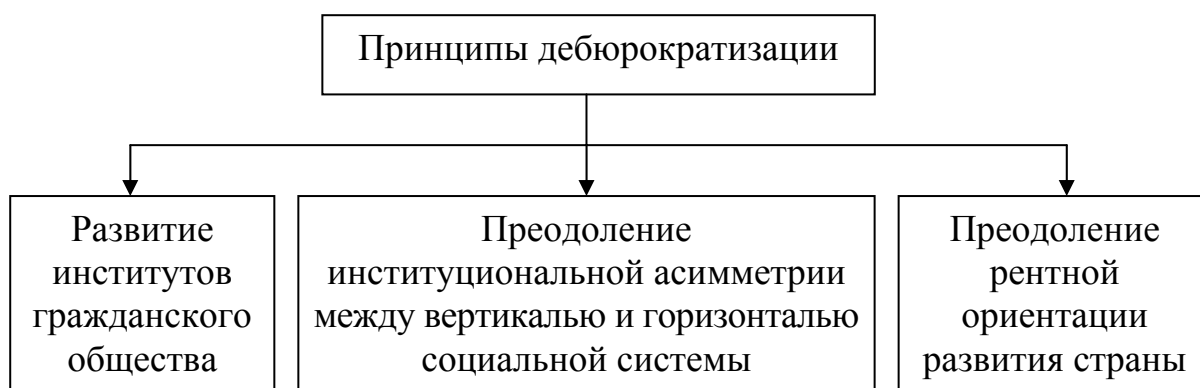 Принципы дебюрократизации
Развитие
институтов
гражданского
общества
Преодоление
институциональной асимметрии
между вертикалью и горизонталью
социальной системы
Преодоление
рентной
ориентации
развития страны